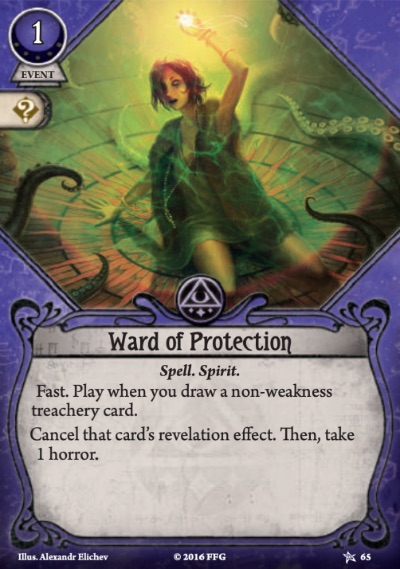 1
EVENT
?
Ward of Protection
Spell. Spirit.
Fast. Play when you draw a non-weakness
treachery card.
Cancel that card's revelation effect. Then, take
1 horror.
Illus. Alexandr Elichev © 2016 FFG 65